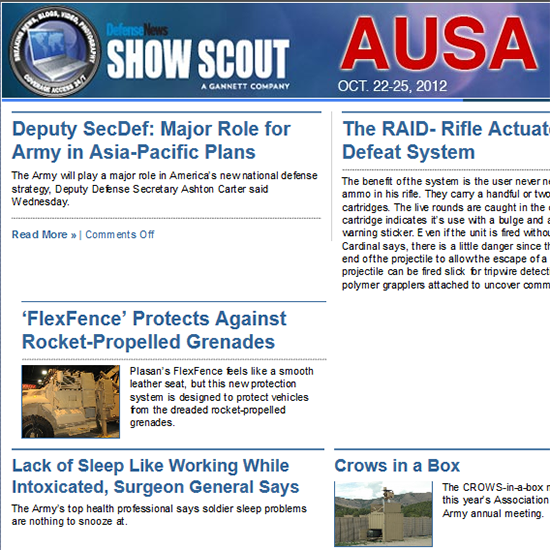 BREAKING NEWS, BLOGS, VIDEO, PHOTOGRAPHY
COVERAGE ACCESS 24/7
DefenseNews
SHOW SCOUT
A GANNETT COMPANY
AUSA
OCT. 22-25, 2012
Deputy SecDef: Major Role for
Army in Asia-Pacific Plans
The Army will play a major role in America's new national defense
strategy, Deputy Defense Secretary Ashton Carter said
Wednesday.
Read More » | Comments Off
The RAID- Rifle Actuate
Defeat System
The benefit of the system is the user never ne
ammo in his rifle. They carry a handful or two
cartridges. The live rounds are caught in the
cartridge indicates it's use with a bulge and a
warning sticker. Even if the unit is fired withou
Cardinal says, there is a little danger since th
end of the projectile to allow the escape of a
projectile can be fired slick for tripwire detect
polymer grapplers attached to uncover comm
'FlexFence' Protects Against
Rocket-Propelled Grenades
Plasan's FlexFence feels like a smooth
leather seat, but this new protection
system is designed to protect vehicles
from the dreaded rocket-propelled
grenades.
Lack of Sleep Like Working While
Intoxicated, Surgeon General Says
The Army's top health professional says soldier sleep problems
are nothing to snooze at.
Crows in a Box
The CROWS-in-a-box
this year's Association
Army annual meeting.